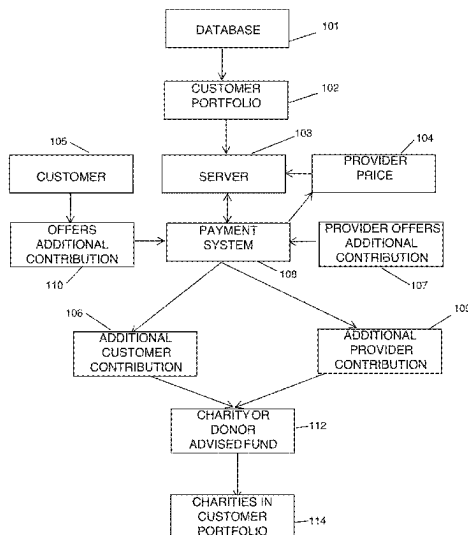 DATABASE
101
CUSTOMER
PORTFOLIO
102
105
103
104
CUSTOMER
SERVER
PROVIDER
PRICE
OFFERS
ADDITIONAL
CONTRIBUTION
110
PAYMENT
SYSTEM
108
PROVIDER OFFERS
ADDITIONAL
CONTRIBUTION
107
106
109
ADDITIONAL
CUSTOMER
CONTRIBUTION
ADDITIONAL
PROVIDER
CONTRIBUTION
CHARITY OR
DONOR
ADVISED FUND
112
CHARITIES IN
CUSTOMER
PORTFOLIO
114